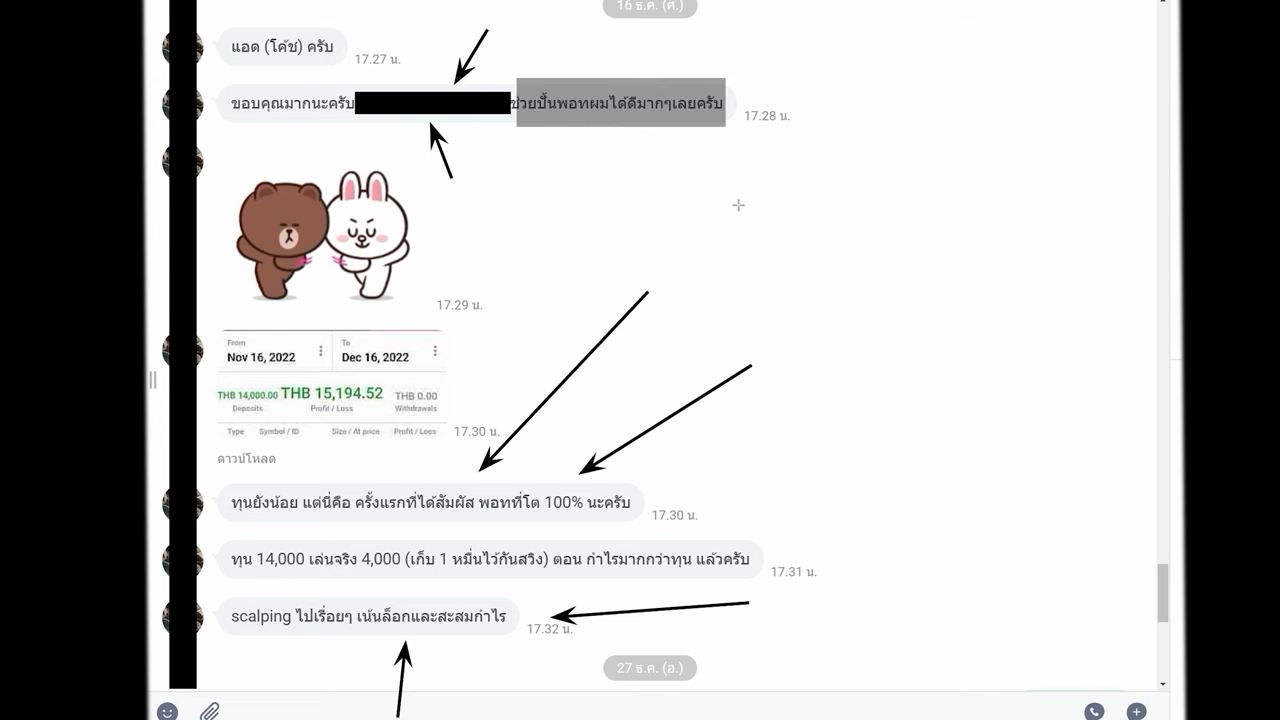 16 ธ.ค. (ศ.)
แอด (โค้ช) ครับ
17.27 น.
ขอบคุณมากนะครับ ช่วยปั้นพอทผมได้ดีมากๆเลยครับ
17.28 น.
17.29 น.
From To
Nov 16, 2022 Dec 16, 2022
THB 14,000.00 THB 15,194.52 THB 0.00
Deposits Profit / Loss Withdrawals
Type Symbol / ID Size / At price Profit / Loss
17.30 น.
ดาวน์โหลด
ทุนยังน้อย แต่นี่คือ ครั้งแรกที่ได้สัมผัส พอทที่โต 100% นะครับ
17.30 น.
ทุน 14,000 เล่นจริง 4,000 (เก็บ 1 หมื่นไว้กันสวิง) ตอน กำไรมากกว่าทุน แล้วครับ
17.31 น.
scalping ไปเรื่อยๆ เน้นล็อกและสะสมกำไร
17.32 น.
27 ธ.ค. (อ.)